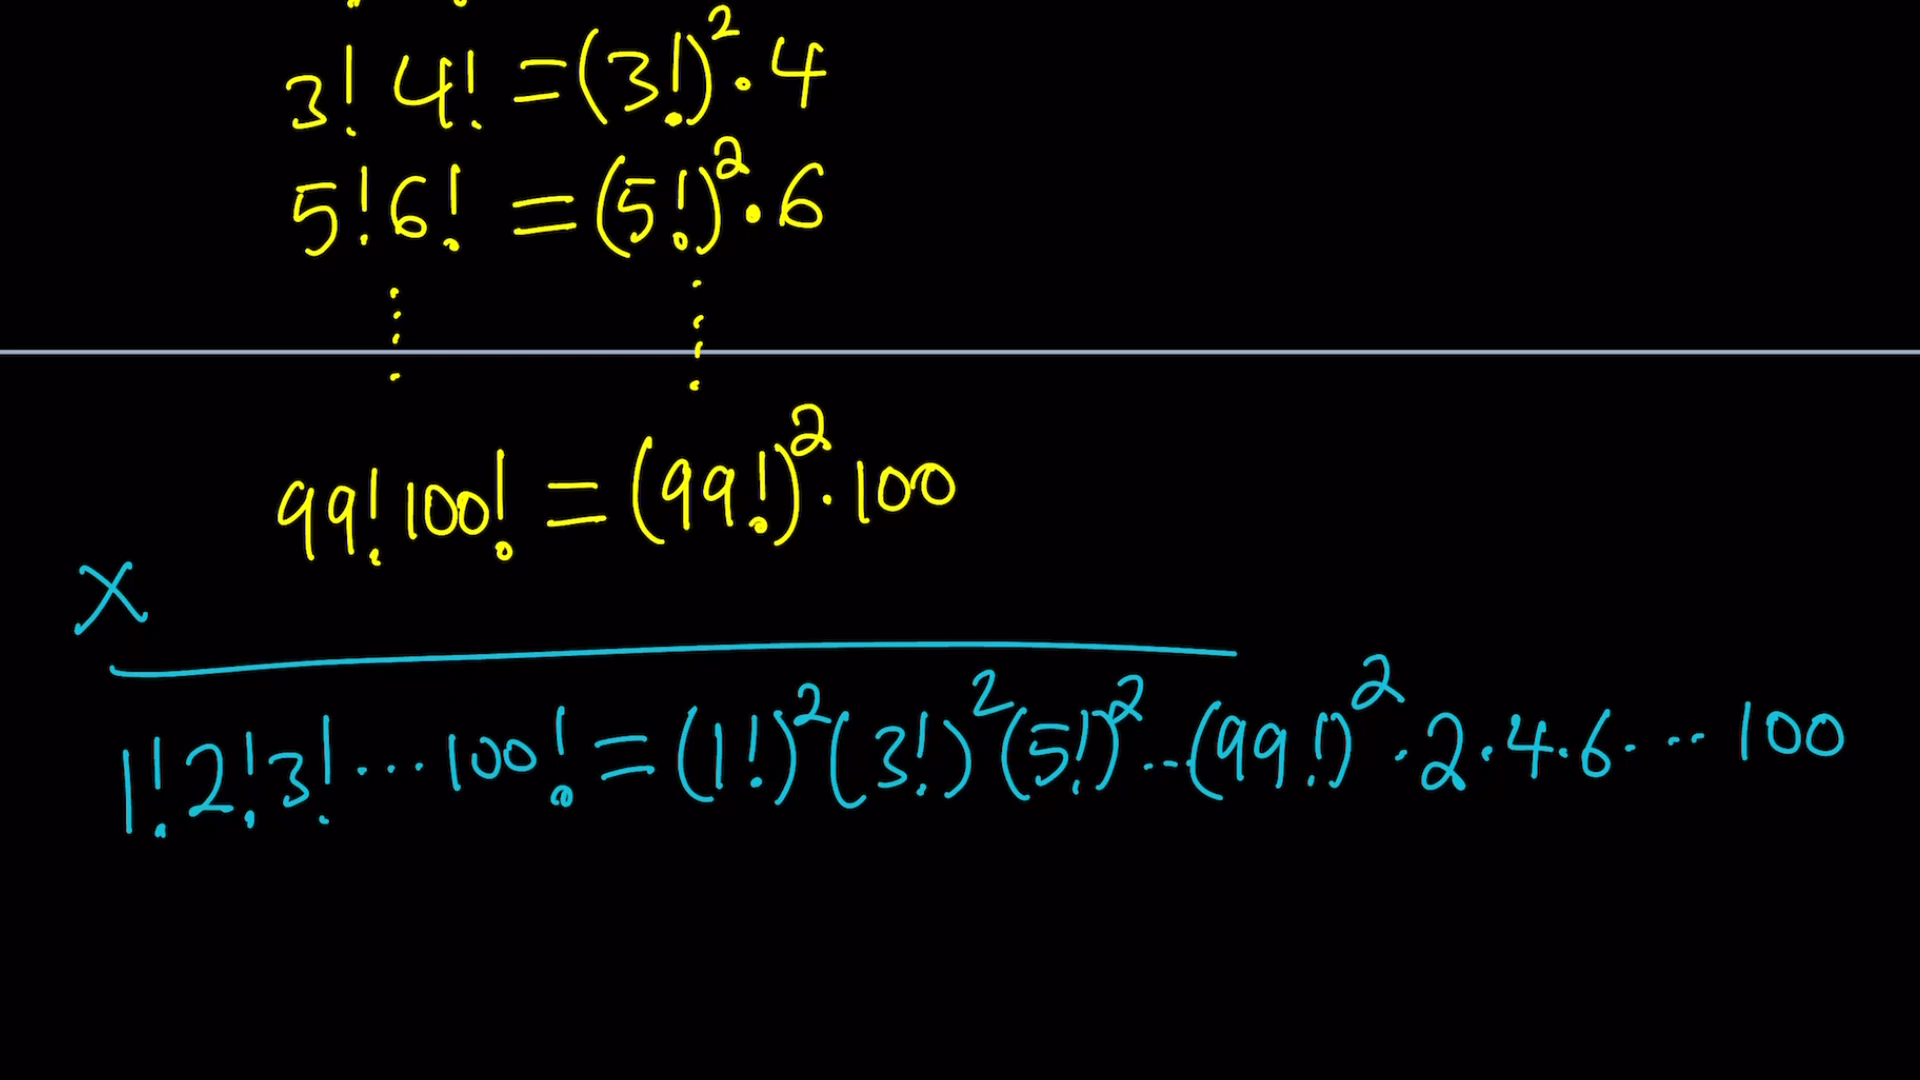 3! 4! = (3!)² · 4
5! 6! = (5!)² · 6
99! 100! = (99!)² · 100
X
1! 2! 3! ... 100! = (1!)² (3!)² (5!)² ... (99!)² · 2 · 4 · 6 · ... 100